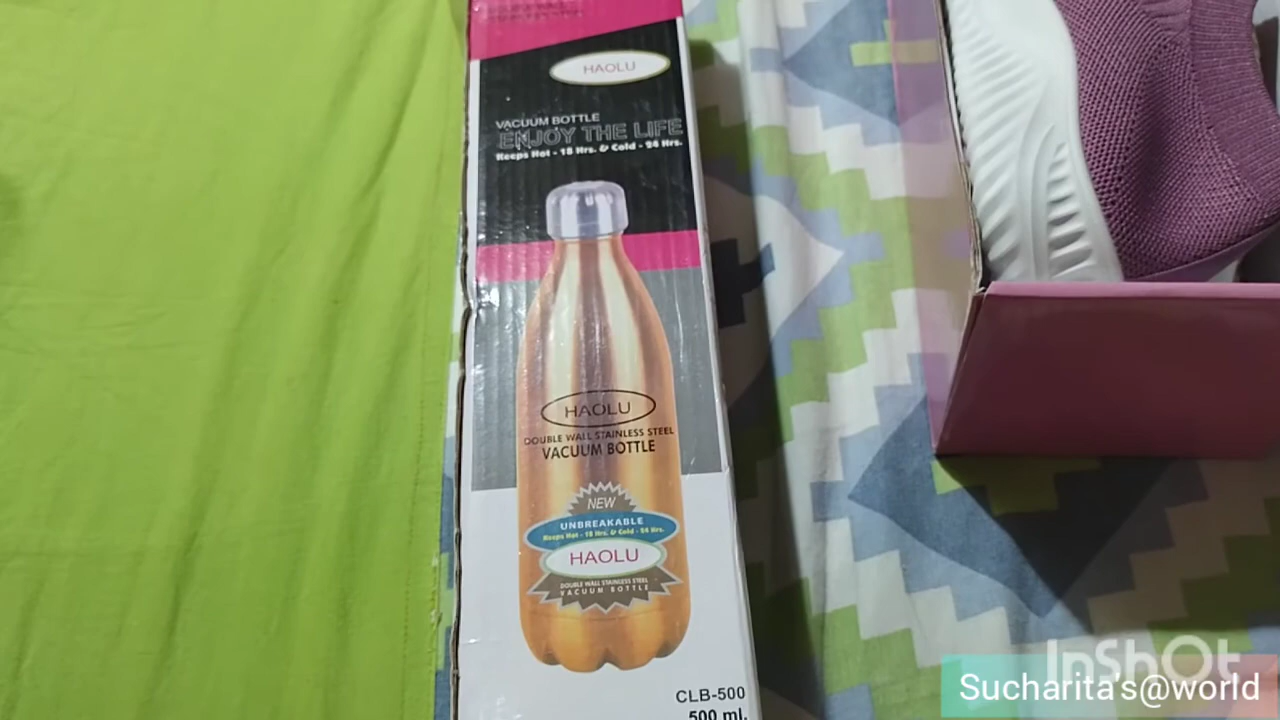 HAOLU
VACUUM BOTTLE
ENJOY THE LIFE
Keeps Hot - 18 Hrs. & Cold - 24 Hrs.
HAOLU
DOUBLE WALL STAINLESS STEEL
VACUUM BOTTLE
NEW
UNBREAKABLE
Keeps Hot - 18 Hrs. & Cold - 24 Hrs.
HAOLU
DOUBLE WALL STAINLESS STEEL
VACUUM BOTTLE
CLB-500
500 ml.
InShOt
Sucharita's@world